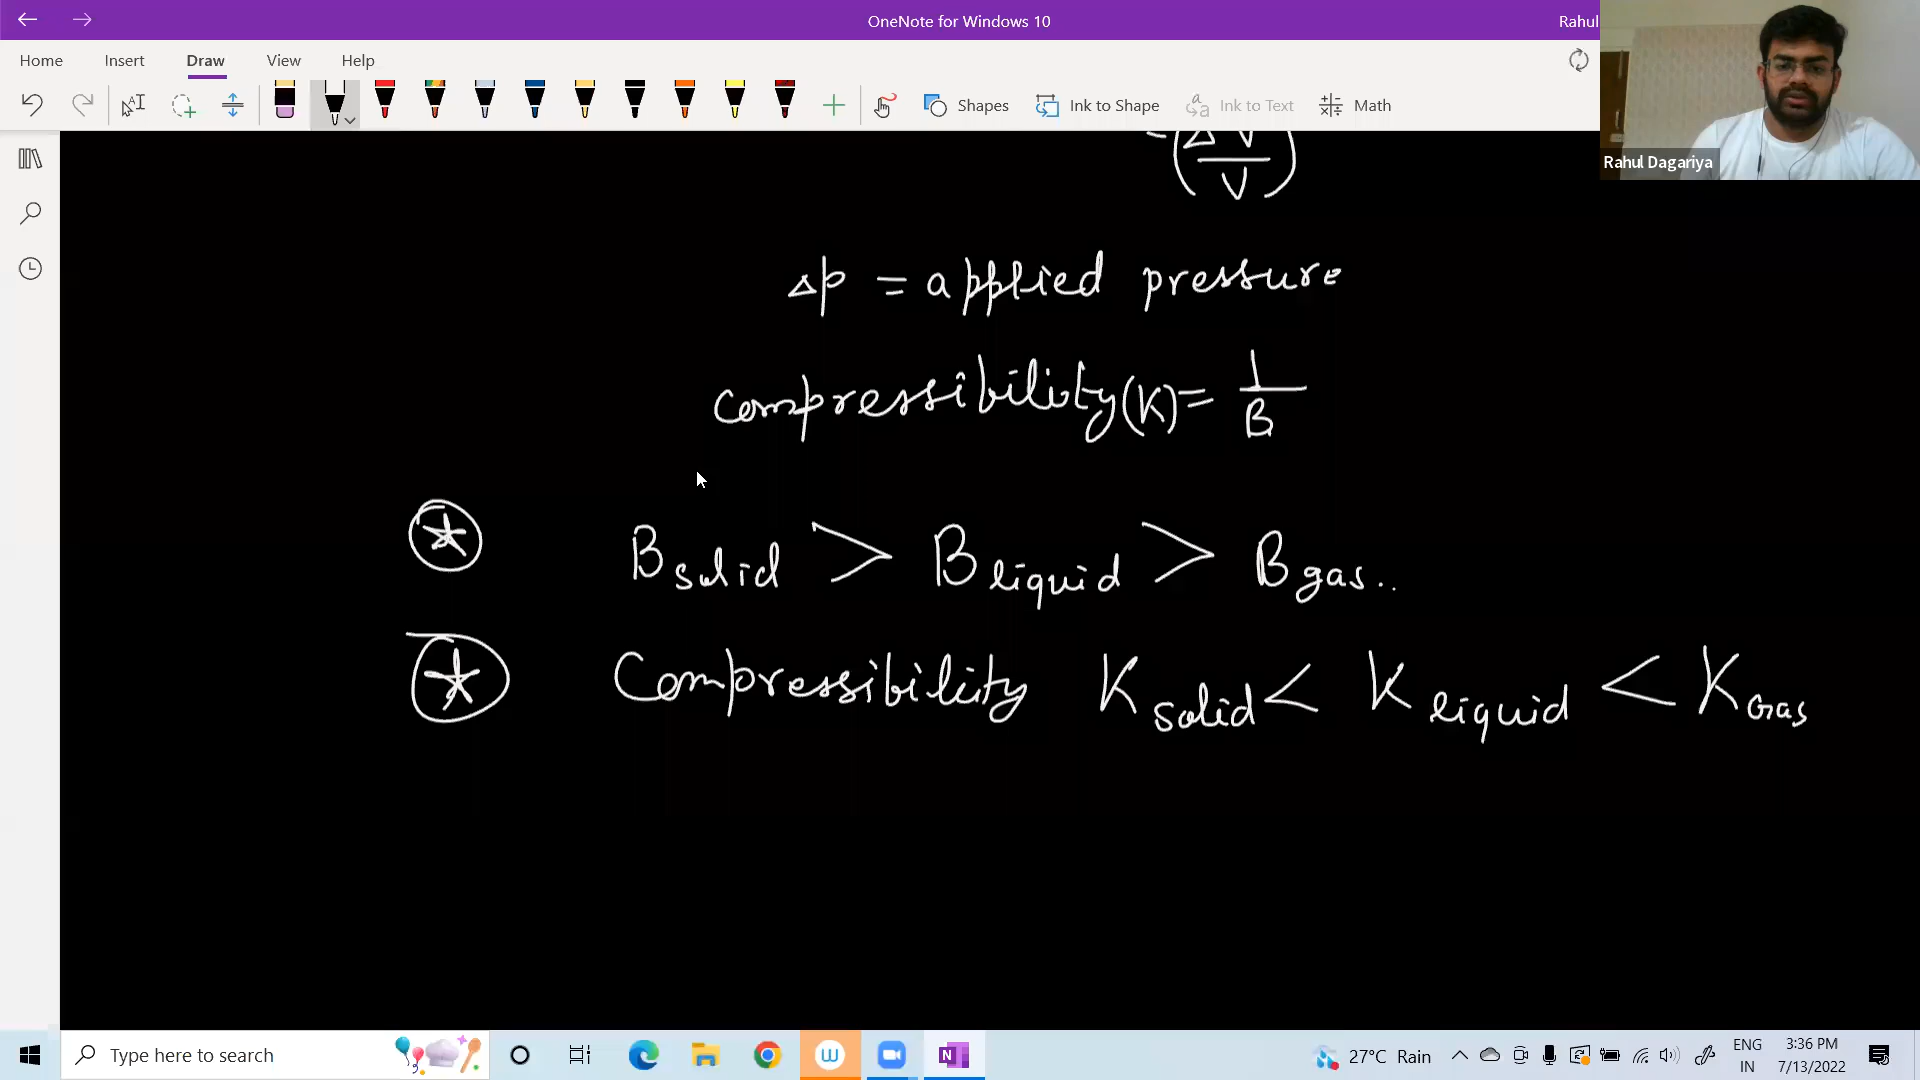 OneNote for Windows 10
Rahul
Home Insert Draw View Help
Shapes Ink to Shape Ink to Text Math
Rahul Dagariya
-(ΔV/V)
Δp = applied pressure
compressibility(K) = 1/B
B solid > B liquid > B gas..
Compressibility K solid < K liquid < K Gas
Type here to search
27°C Rain
ENG
IN
3:36 PM
7/13/2022